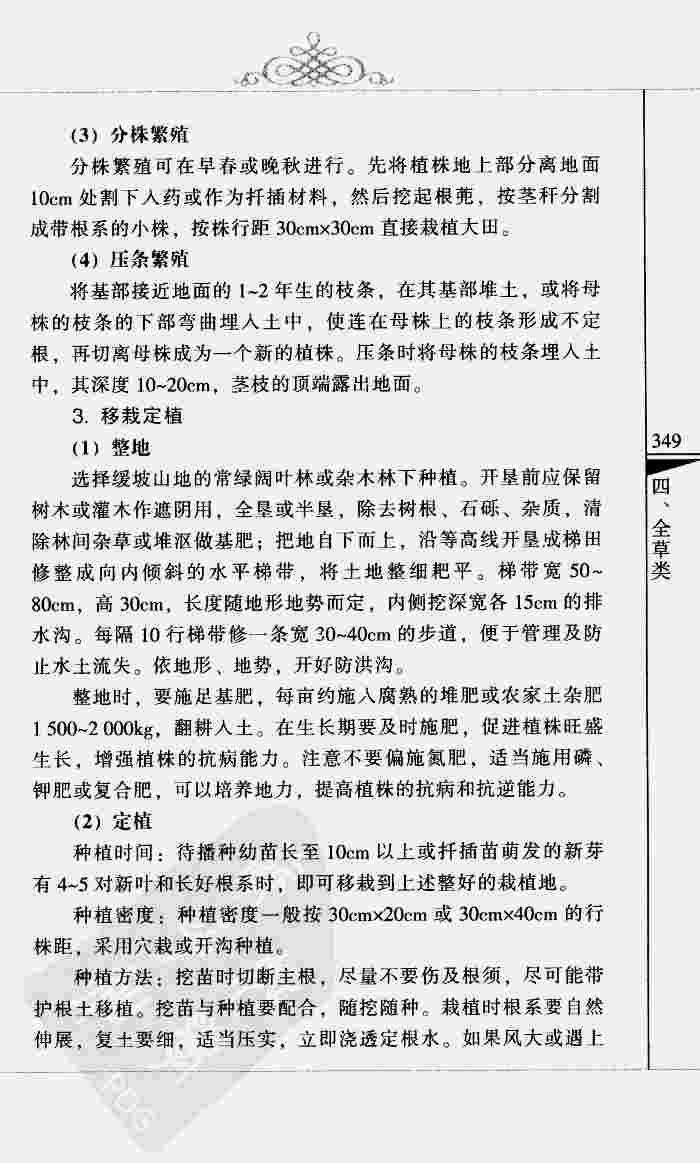 (3) 分株繁殖
分株繁殖可在早春或晚秋进行。先将植株地上部分离地面
10cm 处割下入药或作为扦插材料，然后挖起根蔸，按茎秆分割
成带根系的小株，按株行距 30cm×30cm 直接栽植大田。
(4) 压条繁殖
将基部接近地面的 1~2 年生的枝条，在其基部堆土，或将母
株的枝条的下部弯曲埋入土中，使连在母株上的枝条形成不定
根，再切离母株成为一个新的植株。压条时将母株的枝条埋入土
中，其深度 10~20cm，茎枝的顶端露出地面。
3. 移栽定植
(1) 整地
选择缓坡山地的常绿阔叶林或杂木林下种植。开垦前应保留
树木或灌木作遮阴用，全垦或半垦，除去树根、石砾、杂质，清
除林间杂草或堆沤做基肥；把地自下而上，沿等高线开垦成梯田
修整成向内倾斜的水平梯带，将土地整细耙平。梯带宽 50~
80cm，高 30cm，长度随地形地势而定，内侧挖深宽各 15cm 的排
水沟。每隔 10 行梯带修一条宽 30~40cm 的步道，便于管理及防
止水土流失。依地形、地势，开好防洪沟。
整地时，要施足基肥，每亩约施入腐熟的堆肥或农家土杂肥
1 500~2 000kg，翻耕入土。在生长期要及时施肥，促进植株旺盛
生长，增强植株的抗病能力。注意不要偏施氮肥，适当施用磷、
钾肥或复合肥，可以培养地力，提高植株的抗病和抗逆能力。
(2) 定植
种植时间：待播种幼苗长至 10cm 以上或扦插苗萌发的新芽
有 4~5 对新叶和长好根系时，即可移栽到上述整好的栽植地。
种植密度：种植密度一般按 30cm×20cm 或 30cm×40cm 的行
株距，采用穴栽或开沟种植。
种植方法：挖苗时切断主根，尽量不要伤及根须，尽可能带
护根土移植。挖苗与种植要配合，随挖随种。栽植时根系要自然
伸展，复土要细，适当压实，立即浇透定根水。如果风大或遇上
349
四、全草类
PDG